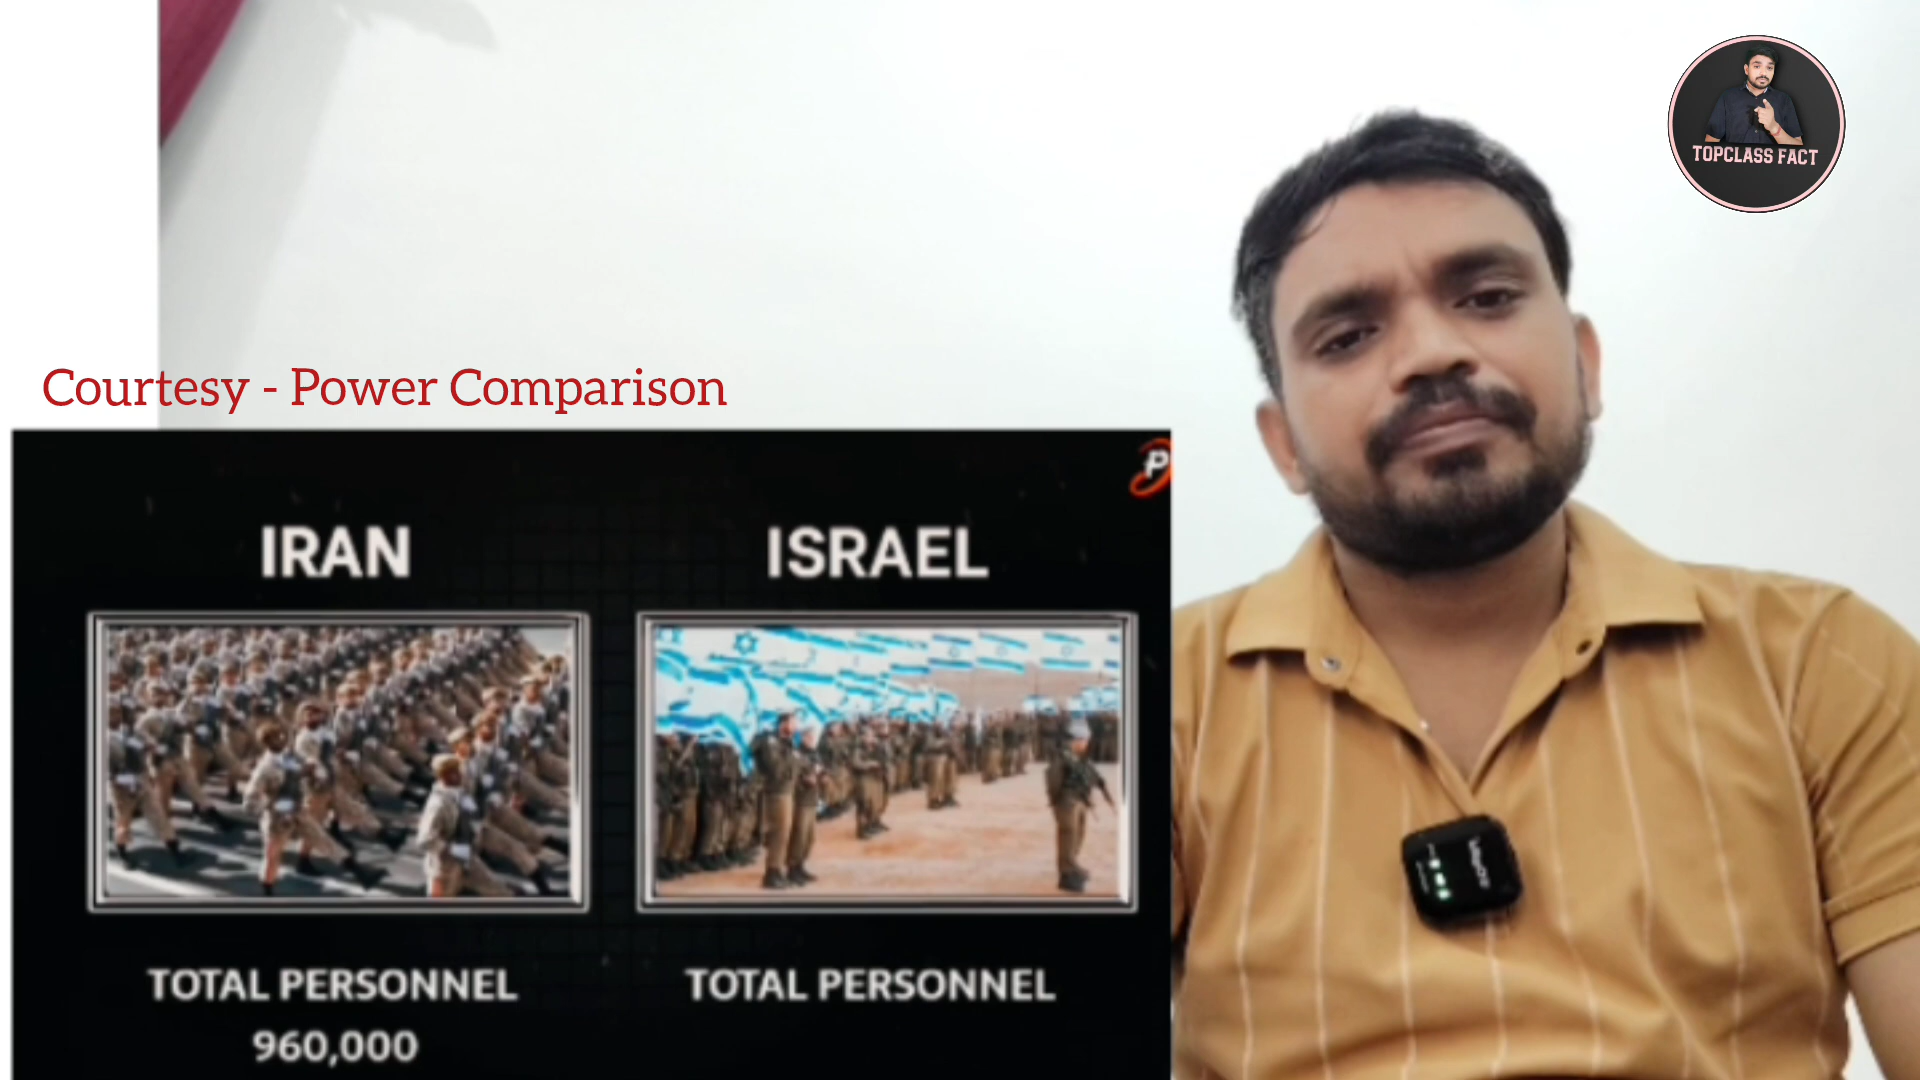 TOPCLASS FACT
Courtesy - Power Comparison
P
IRAN
ISRAEL
TOTAL PERSONNEL
960,000
TOTAL PERSONNEL